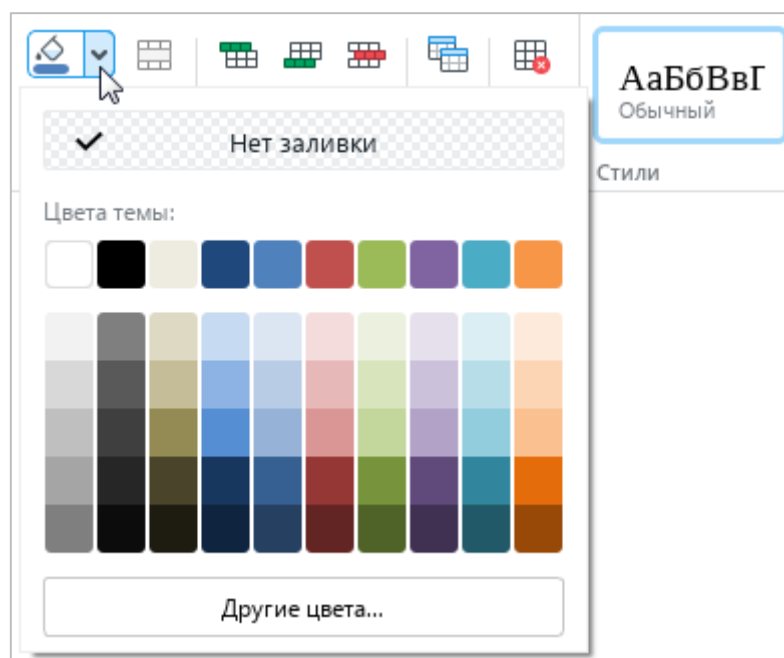 АаБбВвГ
Обычный
Стили
Нет заливки
Цвета темы:
Другие цвета...